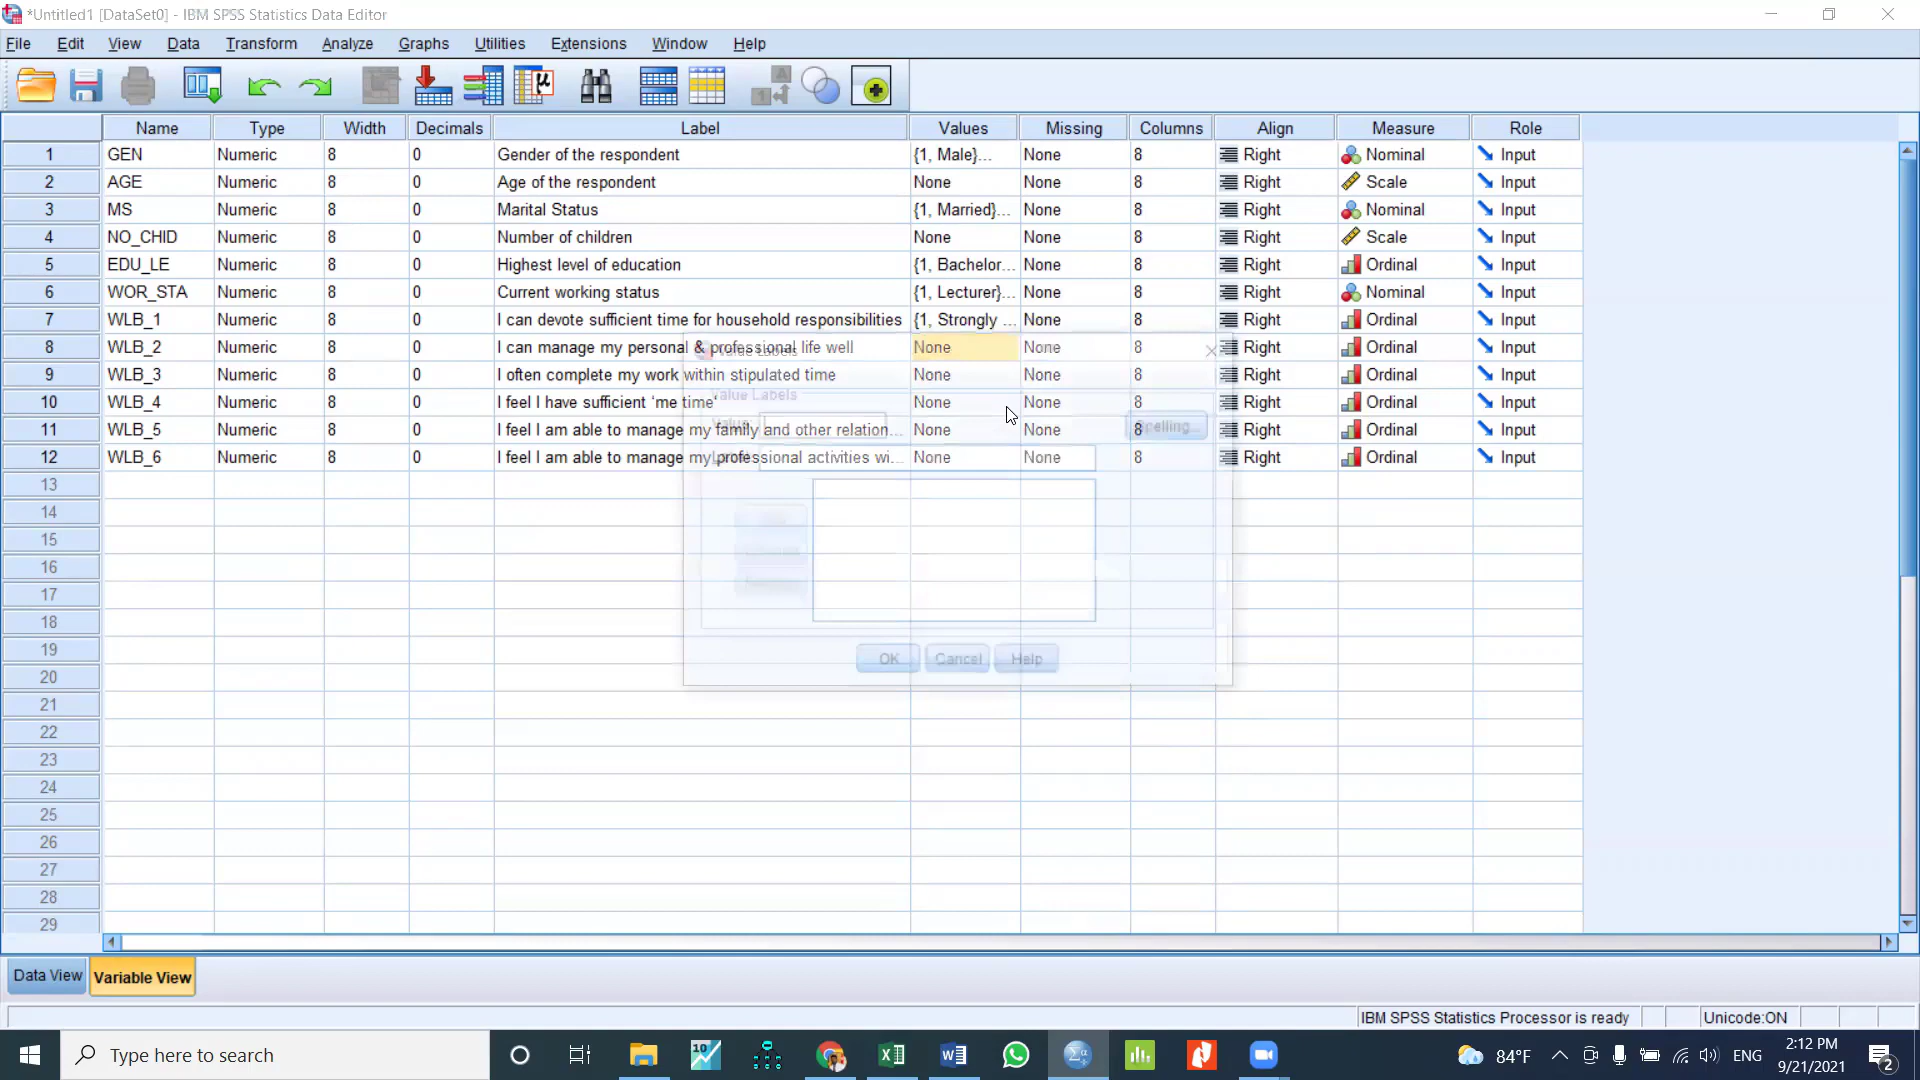 *Untitled1 [DataSet0] - IBM SPSS Statistics Data Editor
File Edit View Data Transform Analyze Graphs Utilities Extensions Window Help
Name Type Width Decimals Label Values Missing Columns Align Measure Role
1 GEN Numeric 8 0 Gender of the respondent {1, Male}... None 8 Right Nominal Input
2 AGE Numeric 8 0 Age of the respondent None None 8 Right Scale Input
3 MS Numeric 8 0 Marital Status {1, Married}... None 8 Right Nominal Input
4 NO_CHID Numeric 8 0 Number of children None None 8 Right Scale Input
5 EDU_LE Numeric 8 0 Highest level of education {1, Bachelor... None 8 Right Ordinal Input
6 WOR_STA Numeric 8 0 Current working status {1, Lecturer}... None 8 Right Nominal Input
7 WLB_1 Numeric 8 0 I can devote sufficient time for household responsibilities {1, Strongly ... None 8 Right Ordinal Input
8 WLB_2 Numeric 8 0 I can manage my personal & professional life well None None 8 Right Ordinal Input
Value Labels
9 WLB_3 Numeric 8 0 I often complete my work within stipulated time None None 8 Right Ordinal Input
Value Labels
10 WLB_4 Numeric 8 0 I feel I have sufficient ‘me time‘ None None 8 Right Ordinal Input
11 WLB_5 Numeric 8 0 I feel I am able to manage my family and other relation... None None 8 Right Ordinal Input
Spelling...
12 WLB_6 Numeric 8 0 I feel I am able to manage my professional activities wi... None None 8 Right Ordinal Input
13
14
15
16
17
18
19
OK Cancel Help
20
21
22
23
24
25
26
27
28
29
Data View Variable View
IBM SPSS Statistics Processor is ready Unicode:ON
Type here to search
84°F ENG
2:12 PM
9/21/2021
2